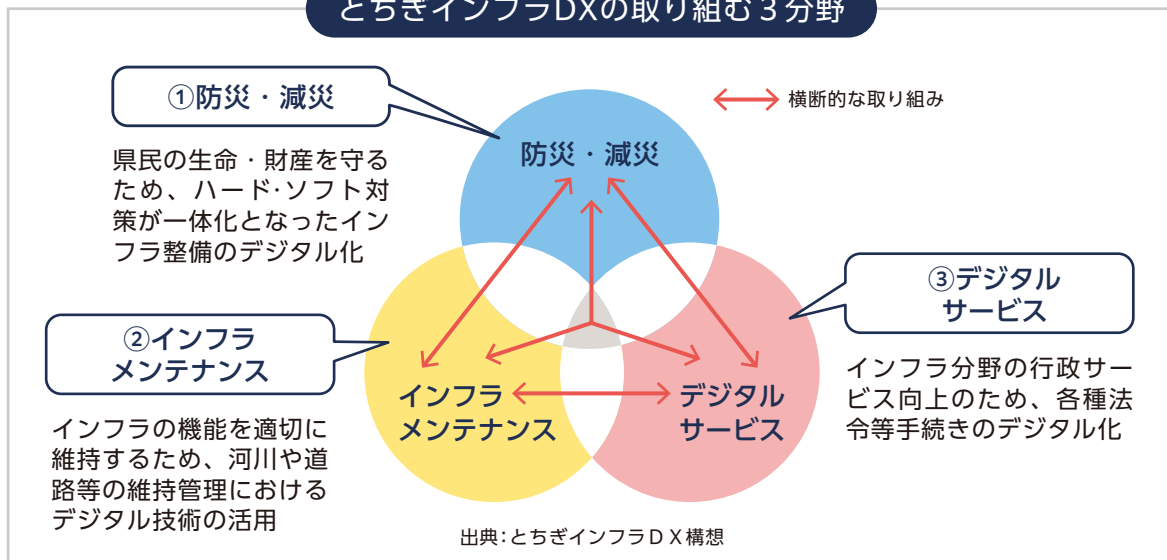 とちぎインフラDXの取り組む3分野
①防災・減災
県民の生命・財産を守る
ため、ハード・ソフト対
策が一体化となったイン
フラ整備のデジタル化
横断的な取り組み
防災・減災
②インフラ
メンテナンス
インフラの機能を適切に
維持するため、河川や道
路等の維持管理における
デジタル技術の活用
インフラ
メンテナンス
デジタル
サービス
③デジタル
サービス
インフラ分野の行政サー
ビス向上のため、各種法
令等手続きのデジタル化
出典:とちぎインフラDX構想